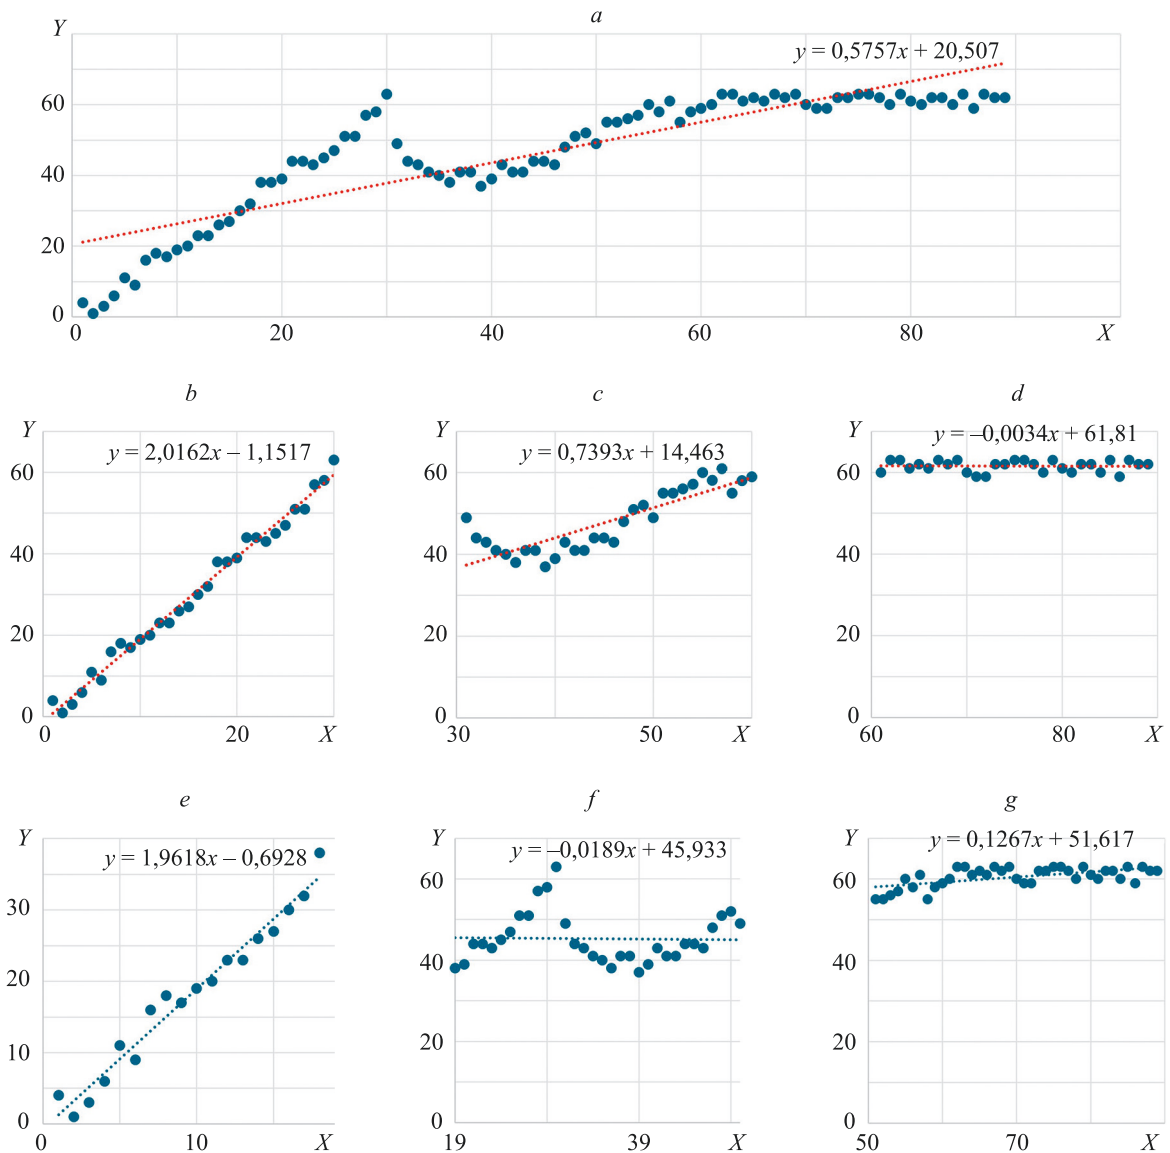 a
Y
y = 0,5757x + 20,507
60
40
20
0
0 20 40 60 80 X
b c d
Y Y Y
y = 2,0162x – 1,1517 y = 0,7393x + 14,463 y = –0,0034x + 61,81
60 60 60
40 40 40
20 20 20
0 0 0
0 20 X 30 50 X 60 80 X
e f g
Y Y Y
y = 1,9618x – 0,6928 y = –0,0189x + 45,933 y = 0,1267x + 51,617
30 60 60
20 40 40
10 20 20
0 0 0
0 10 X 19 39 X 50 70 X